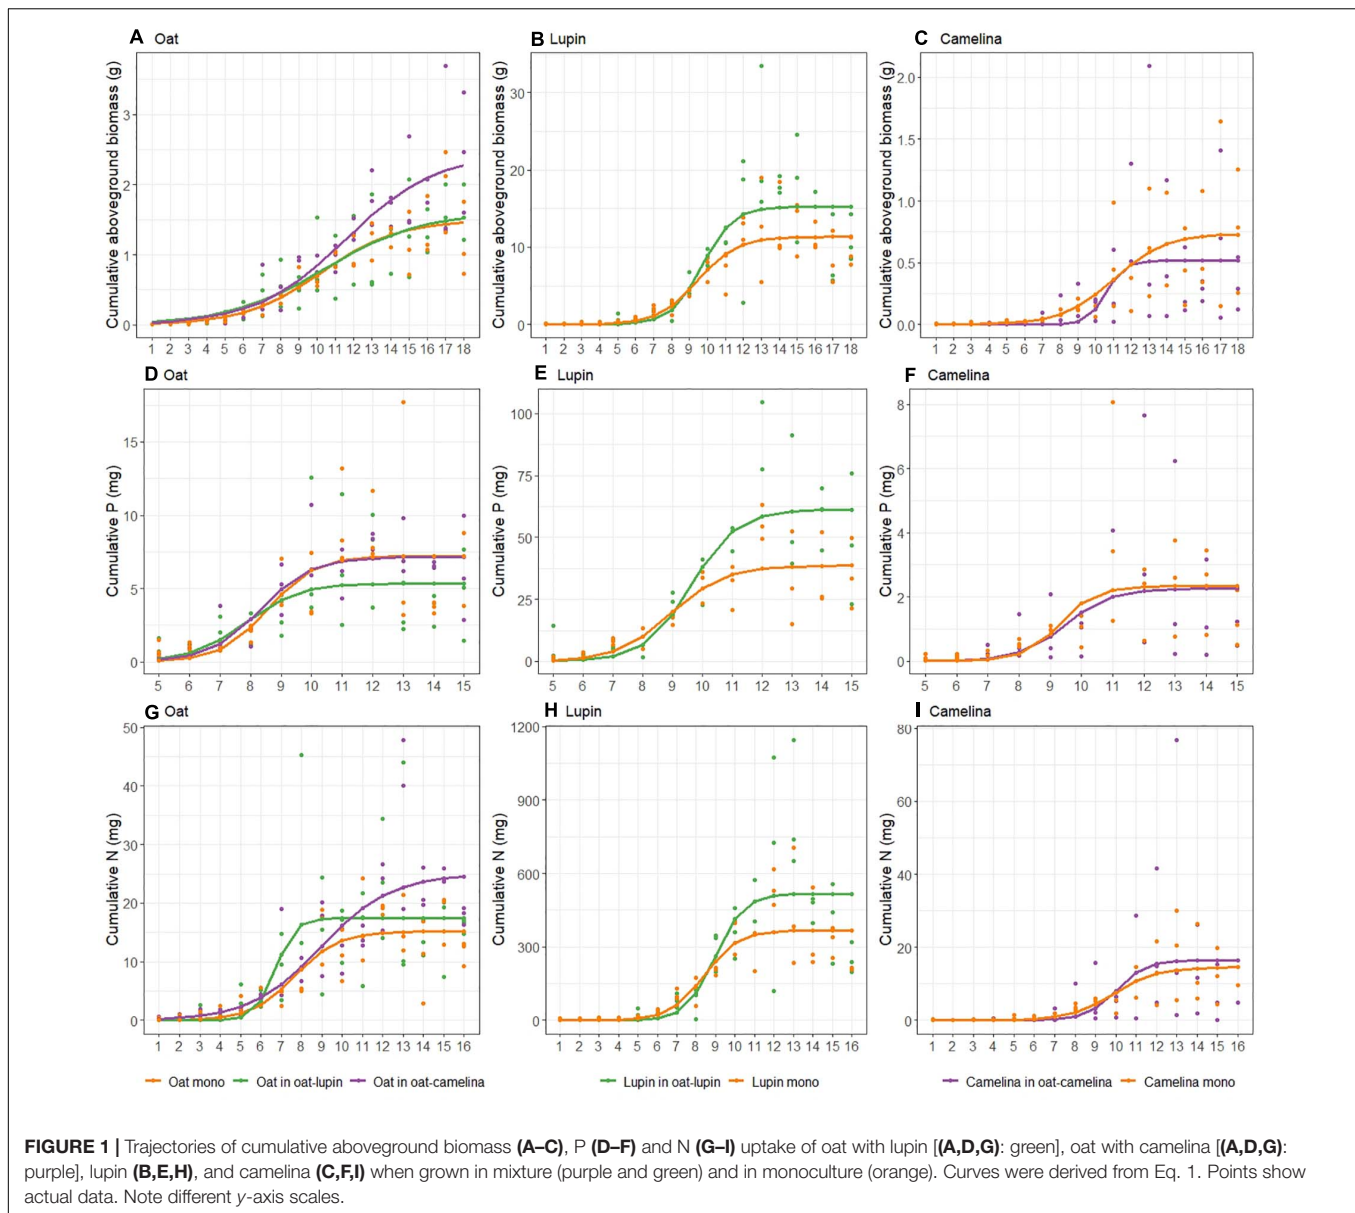 A Oat
B Lupin
C Camelina
Cumulative aboveground biomass (g)
3
2
1
0
1 2 3 4 5 6 7 8 9 10 11 12 13 14 15 16 17 18
Cumulative aboveground biomass (g)
30
20
10
0
1 2 3 4 5 6 7 8 9 10 11 12 13 14 15 16 17 18
Cumulative aboveground biomass (g)
2.0
1.5
1.0
0.5
0.0
1 2 3 4 5 6 7 8 9 10 11 12 13 14 15 16 17 18
D Oat
E Lupin
F Camelina
Cumulative P (mg)
15
10
5
0
5 6 7 8 9 10 11 12 13 14 15
Cumulative P (mg)
100
75
50
25
0
5 6 7 8 9 10 11 12 13 14 15
Cumulative P (mg)
8
6
4
2
0
5 6 7 8 9 10 11 12 13 14 15
G Oat
H Lupin
I Camelina
Cumulative N (mg)
50
40
30
20
10
0
1 2 3 4 5 6 7 8 9 10 11 12 13 14 15 16
Cumulative N (mg)
1200
900
600
300
0
1 2 3 4 5 6 7 8 9 10 11 12 13 14 15 16
Cumulative N (mg)
80
60
40
20
0
1 2 3 4 5 6 7 8 9 10 11 12 13 14 15 16
Oat mono Oat in oat-lupin Oat in oat-camelina
Lupin in oat-lupin Lupin mono
Camelina in oat-camelina Camelina mono
FIGURE 1 | Trajectories of cumulative aboveground biomass (A–C), P (D–F) and N (G–I) uptake of oat with lupin [(A,D,G): green], oat with camelina [(A,D,G):
purple], lupin (B,E,H), and camelina (C,F,I) when grown in mixture (purple and green) and in monoculture (orange). Curves were derived from Eq. 1. Points show
actual data. Note different y-axis scales.